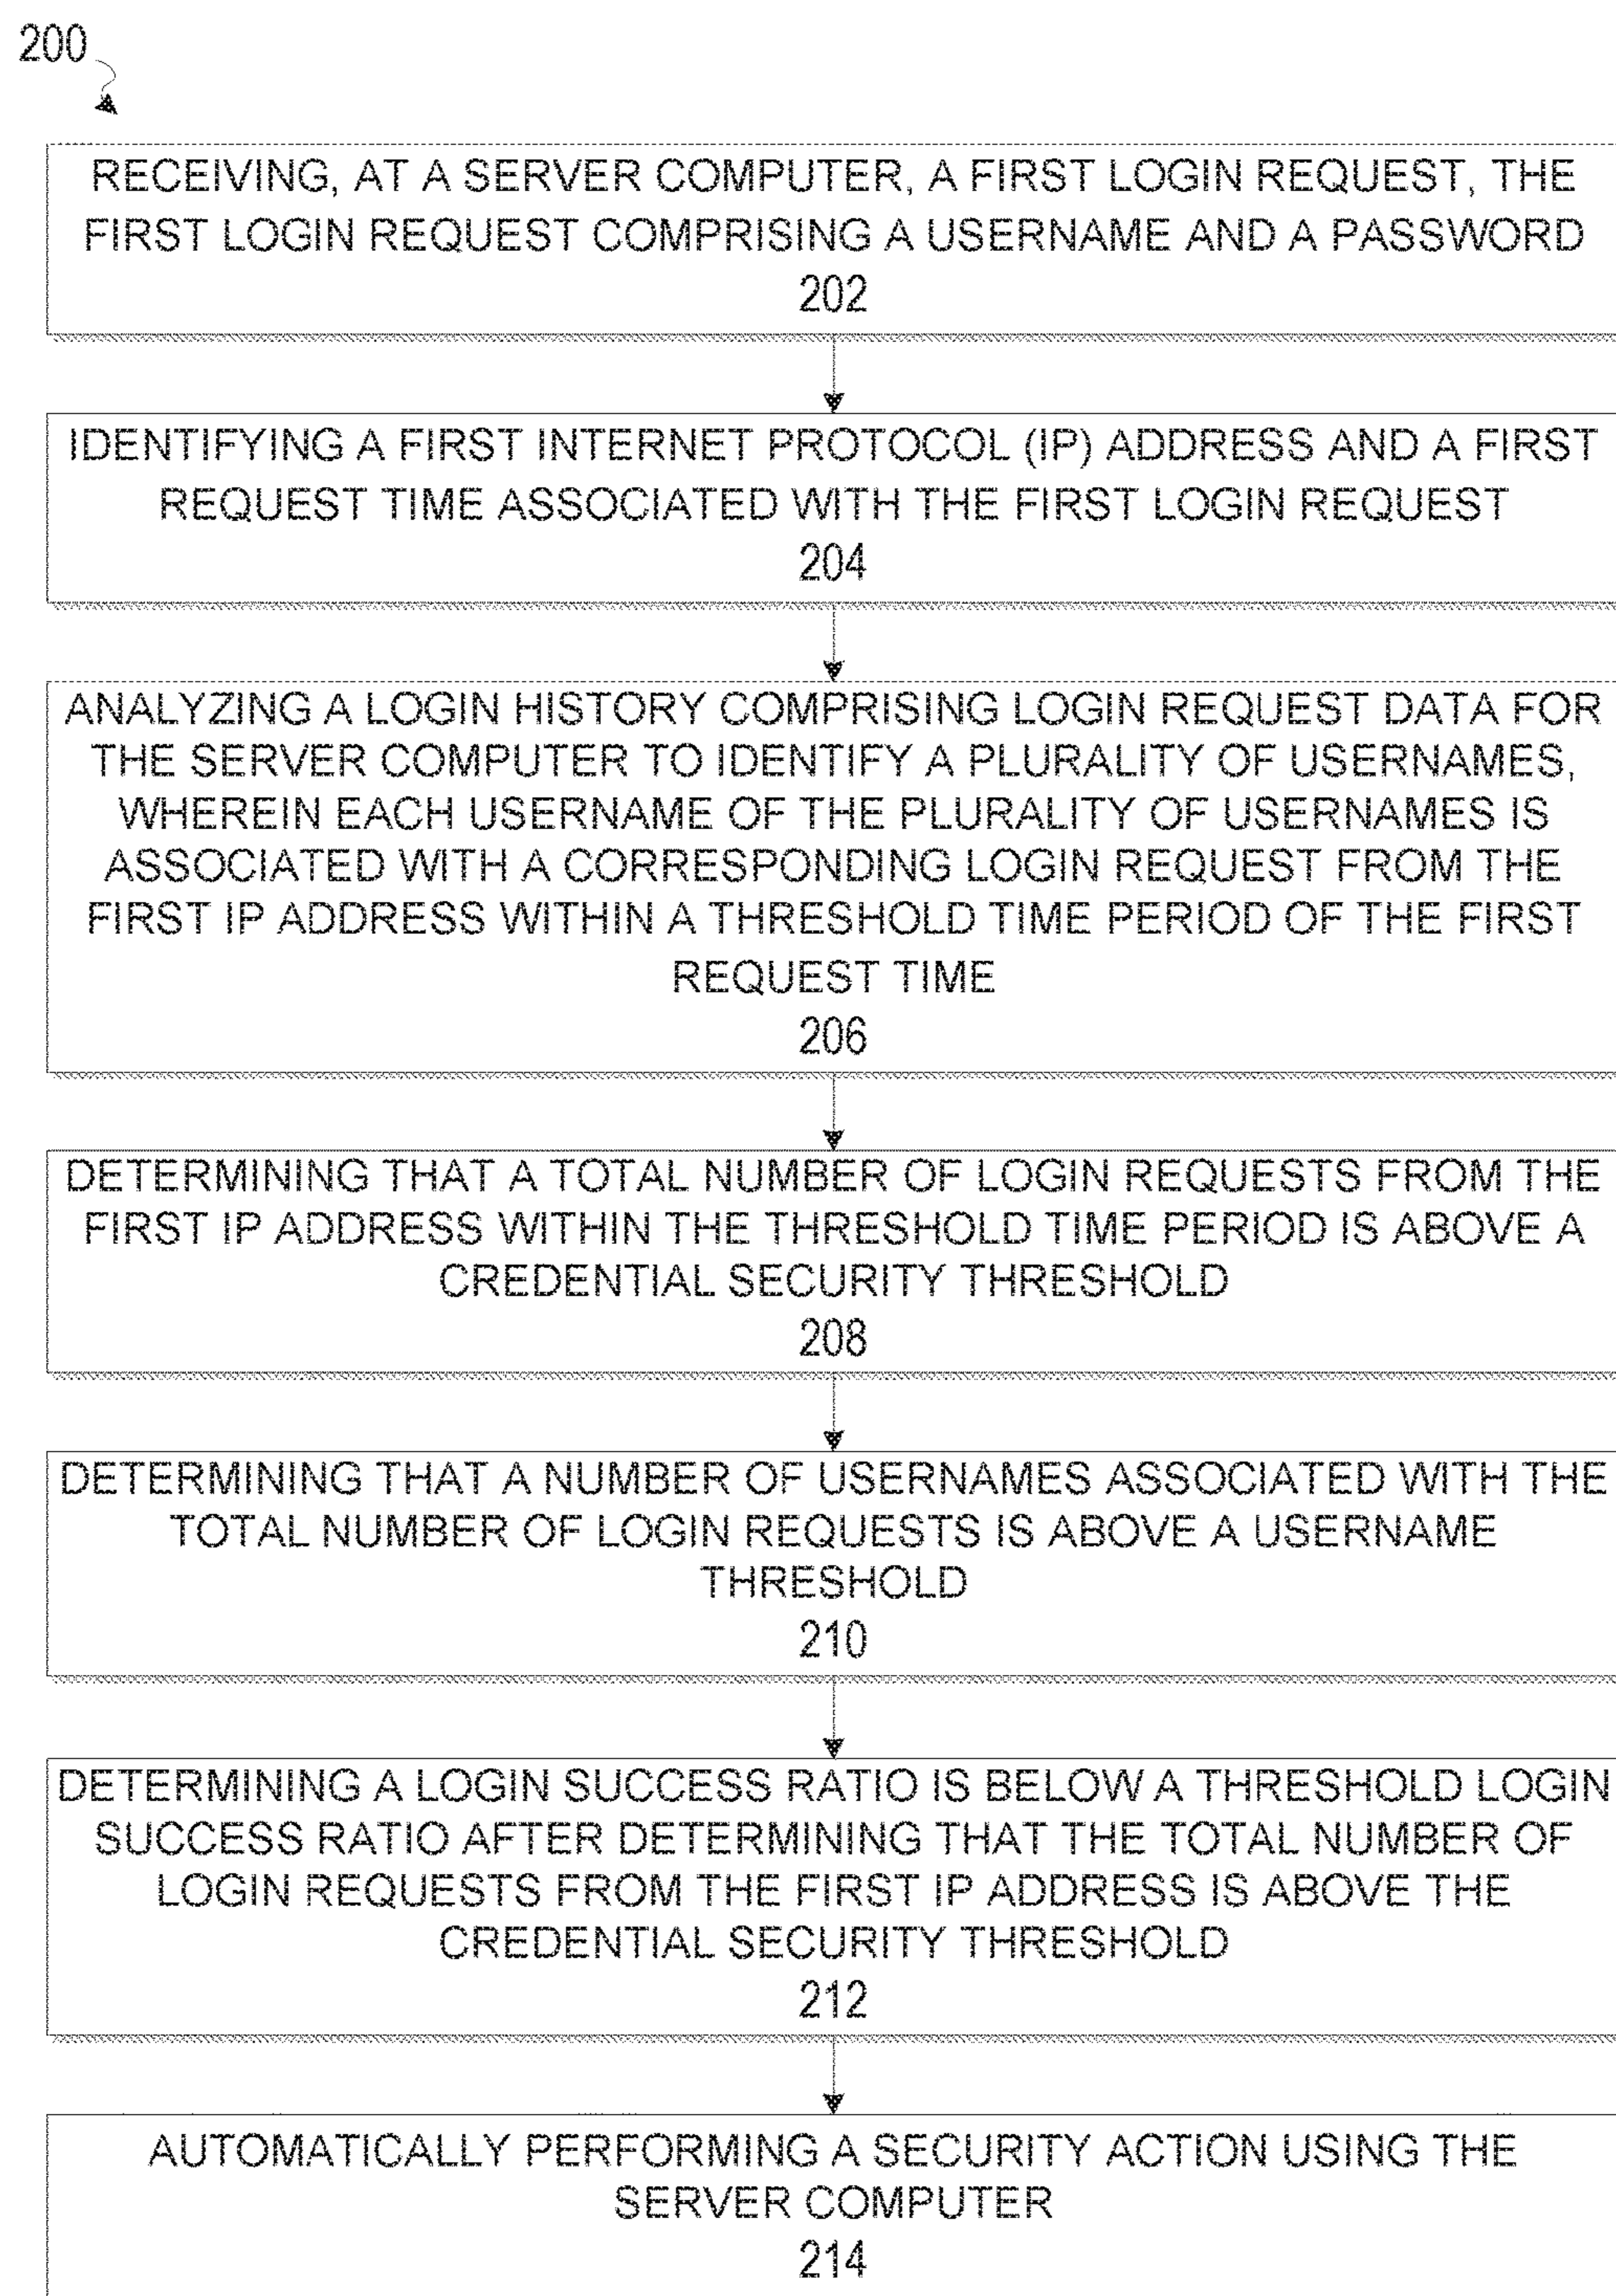 200
RECEIVING, AT A SERVER COMPUTER, A FIRST LOGIN REQUEST, THE
FIRST LOGIN REQUEST COMPRISING A USERNAME AND A PASSWORD
202
IDENTIFYING A FIRST INTERNET PROTOCOL (IP) ADDRESS AND A FIRST
REQUEST TIME ASSOCIATED WITH THE FIRST LOGIN REQUEST
204
ANALYZING A LOGIN HISTORY COMPRISING LOGIN REQUEST DATA FOR
THE SERVER COMPUTER TO IDENTIFY A PLURALITY OF USERNAMES,
WHEREIN EACH USERNAME OF THE PLURALITY OF USERNAMES IS
ASSOCIATED WITH A CORRESPONDING LOGIN REQUEST FROM THE
FIRST IP ADDRESS WITHIN A THRESHOLD TIME PERIOD OF THE FIRST
REQUEST TIME
206
DETERMINING THAT A TOTAL NUMBER OF LOGIN REQUESTS FROM THE
FIRST IP ADDRESS WITHIN THE THRESHOLD TIME PERIOD IS ABOVE A
CREDENTIAL SECURITY THRESHOLD
208
DETERMINING THAT A NUMBER OF USERNAMES ASSOCIATED WITH THE
TOTAL NUMBER OF LOGIN REQUESTS IS ABOVE A USERNAME
THRESHOLD
210
DETERMINING A LOGIN SUCCESS RATIO IS BELOW A THRESHOLD LOGIN
SUCCESS RATIO AFTER DETERMINING THAT THE TOTAL NUMBER OF
LOGIN REQUESTS FROM THE FIRST IP ADDRESS IS ABOVE THE
CREDENTIAL SECURITY THRESHOLD
212
AUTOMATICALLY PERFORMING A SECURITY ACTION USING THE
SERVER COMPUTER
214